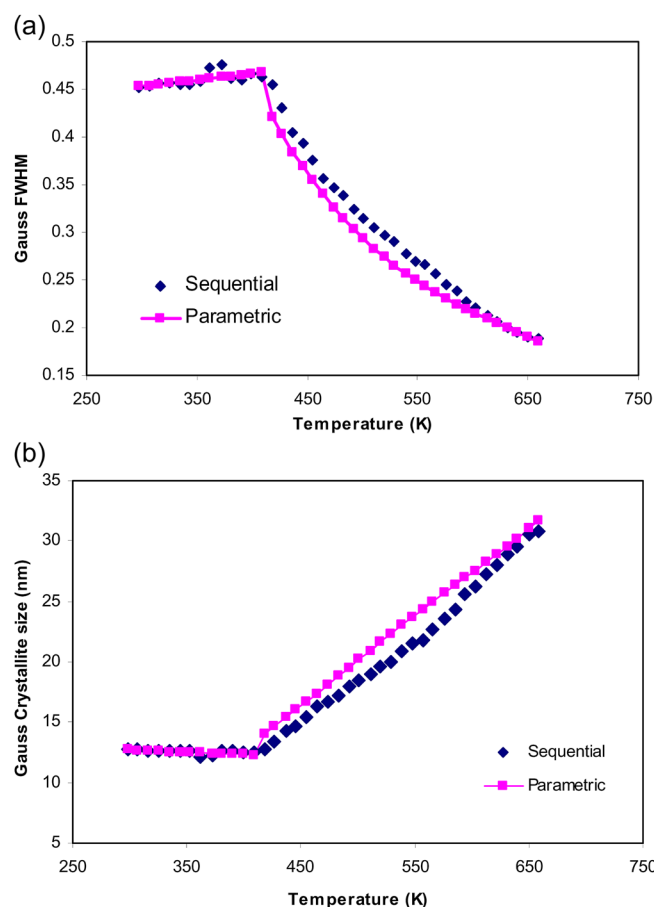 (a)
0.5
0.45
0.4
0.35
0.3
0.25
0.2
0.15
Gauss FWHM
Sequential
Parametric
250 350 450 550 650 750
Temperature (K)
(b)
35
30
25
20
15
10
5
Gauss Crystallite size (nm)
Sequential
Parametric
250 350 450 550 650 750
Temperature (K)